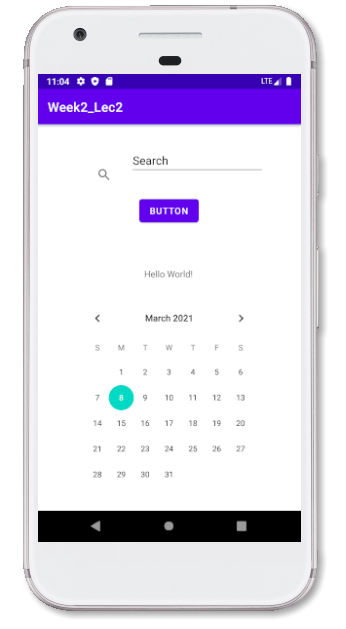 11:04 LTE
Week2_Lec2
Search
BUTTON
Hello World!
March 2021
S M T W T F S
1 2 3 4 5 6
7 8 9 10 11 12 13
14 15 16 17 18 19 20
21 22 23 24 25 26 27
28 29 30 31